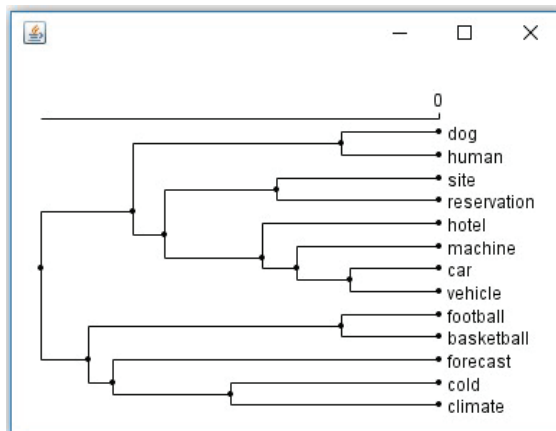 0
dog
human
site
reservation
hotel
machine
car
vehicle
football
basketball
forecast
cold
climate